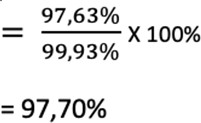 = 97,63%
99,93% X 100%
= 97,70%